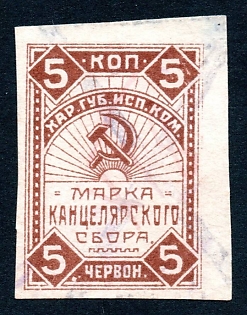 5 КОП 5
ХАР. ГУБ. ИСП. КОМ.
МАРКА
КАНЦЕЛЯРСКОГО
СБОРА.
5 ЧЕРВОН. 5